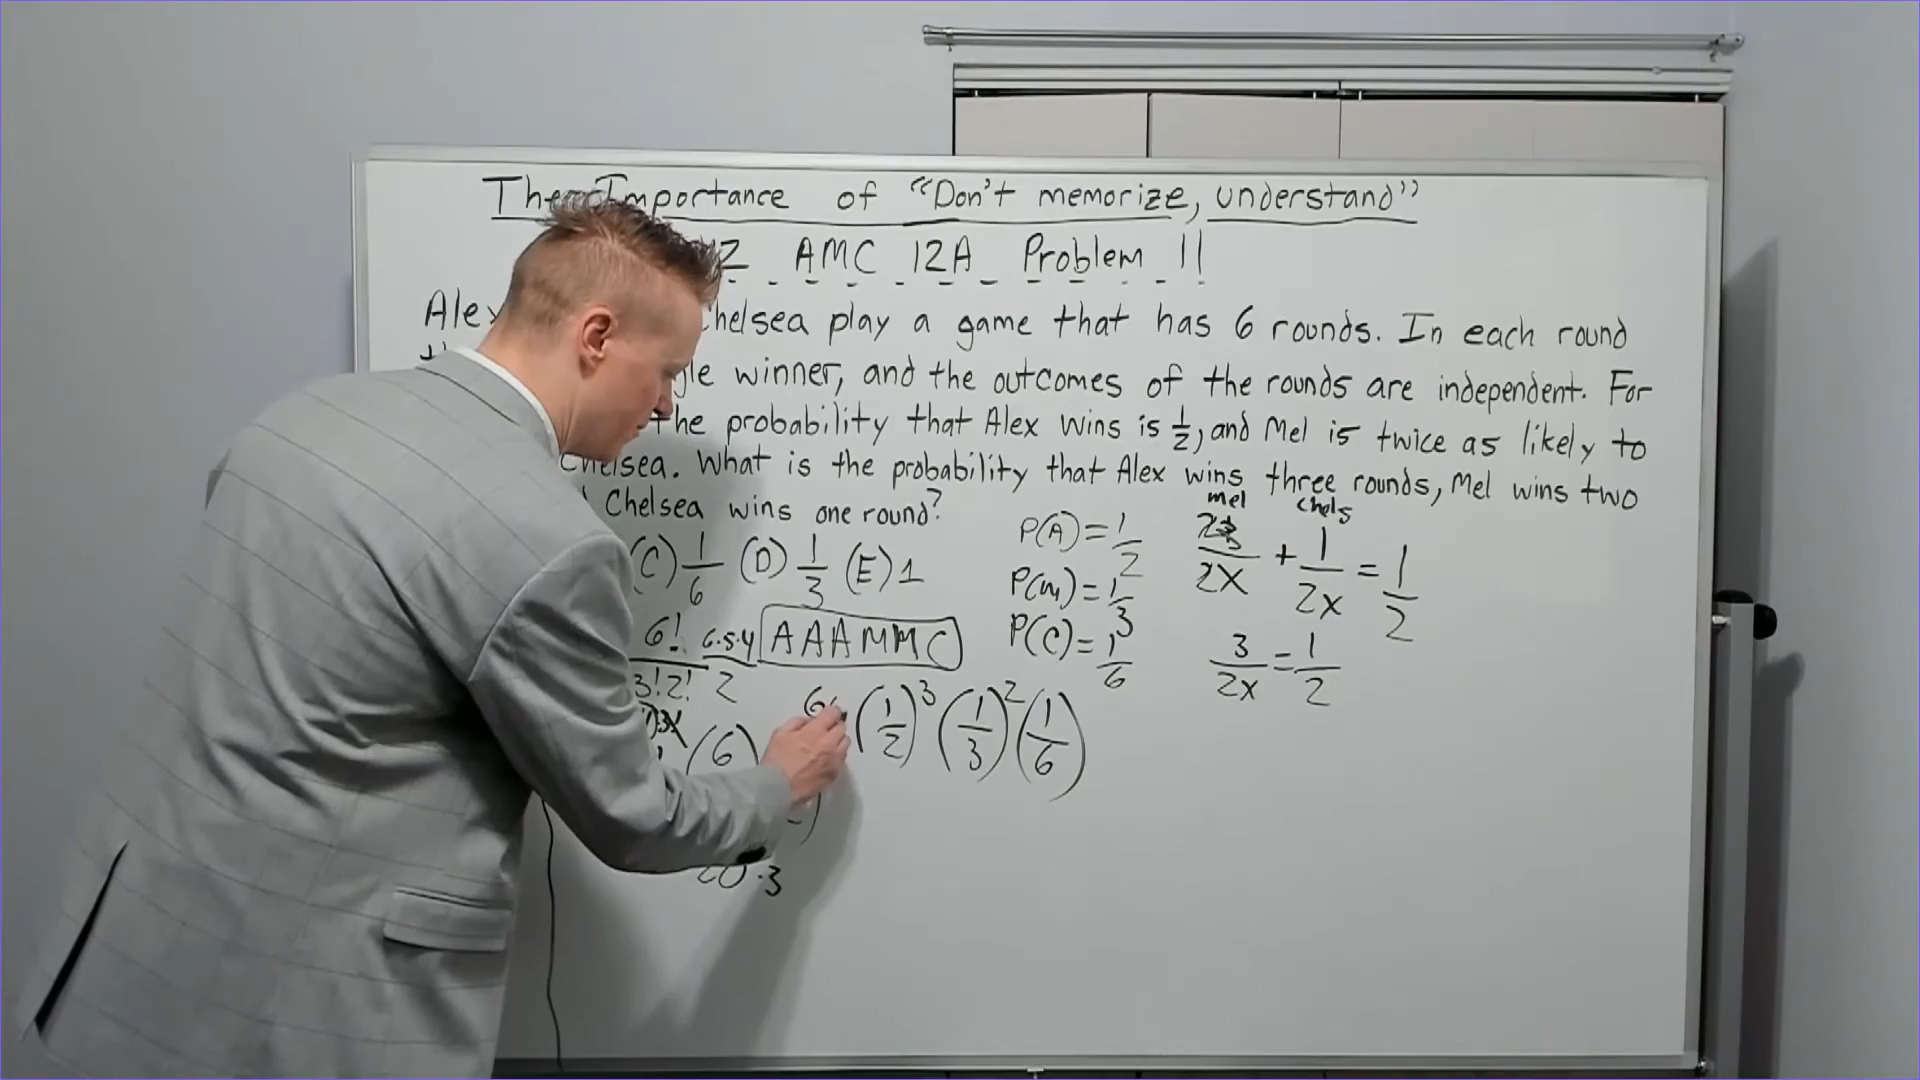 The Importance of "Don't memorize, understand"
AMC 12A Problem 11
Alex Chelsea play a game that has 6 rounds. In each round
winner, and the outcomes of the rounds are independent. For
the probability that Alex wins is 1/2, and Mel is twice as likely to
Chelsea. What is the probability that Alex wins three rounds, Mel wins two
Chelsea wins one round?
(C) 1/6 (D) 1/3 (E) 1
P(A)=1/2
P(m)=1/3
P(C)=1/6
mel chels
/2x + 1/2x = 1/2
3/2x = 1/2
6!/3!2! 6·5·4/2 AAAMMC
(1/2)^3 (1/3)^2 (1/6)
(6
20·3